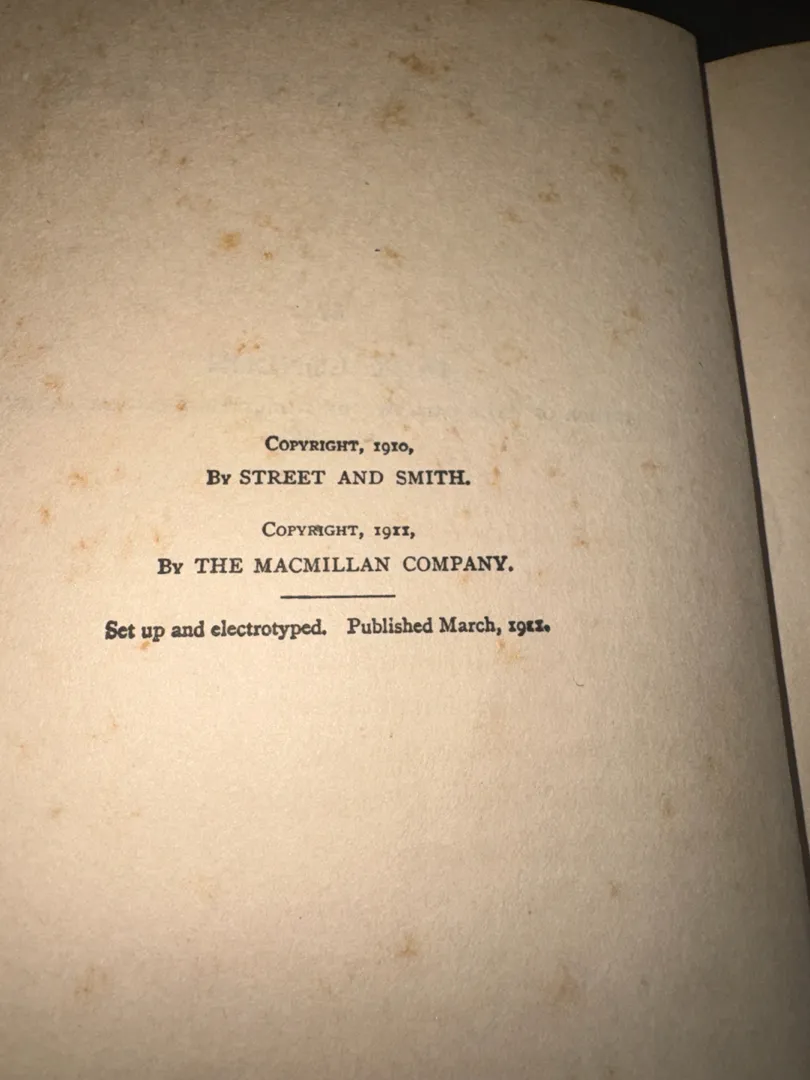 COPYRIGHT, 1910,
BY STREET AND SMITH.
COPYRIGHT, 1911,
BY THE MACMILLAN COMPANY.
Set up and electrotyped. Published March, 1911.